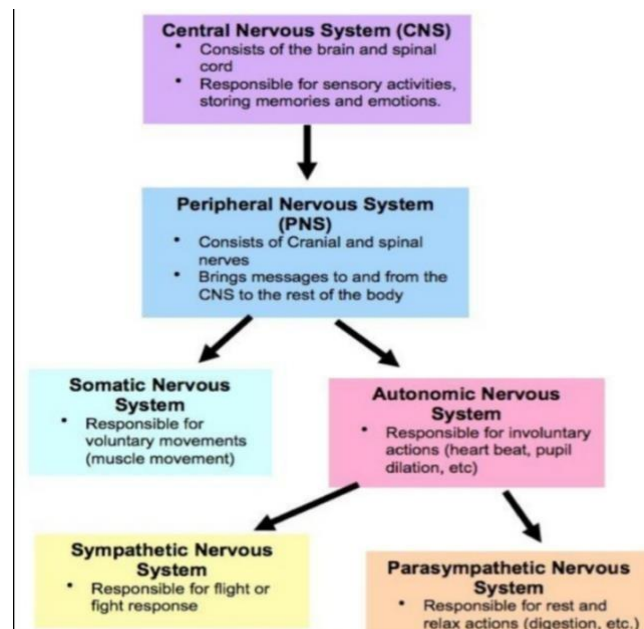 Central Nervous System (CNS)
• Consists of the brain and spinal
cord
• Responsible for sensory activities,
storing memories and emotions.
Peripheral Nervous System
(PNS)
• Consists of Cranial and spinal
nerves
• Brings messages to and from the
CNS to the rest of the body
Somatic Nervous
System
• Responsible for
voluntary movements
(muscle movement)
Autonomic Nervous
System
• Responsible for involuntary
actions (heart beat, pupil
dilation, etc)
Sympathetic Nervous
System
• Responsible for flight or
fight response
Parasympathetic Nervous
System
• Responsible for rest and
relax actions (digestion, etc.)